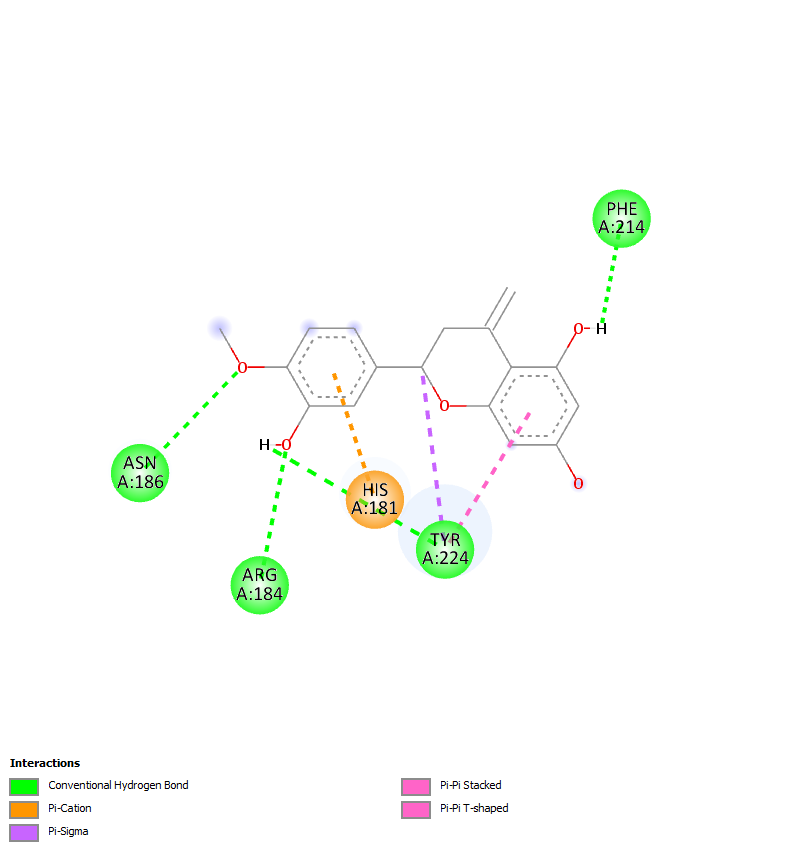 PHE
A:214
O-H
O
O
H-O
O
ASN
A:186
HIS
A:181
TYR
A:224
ARG
A:184
Interactions
Conventional Hydrogen Bond
Pi-Cation
Pi-Sigma
Pi-Pi Stacked
Pi-Pi T-shaped